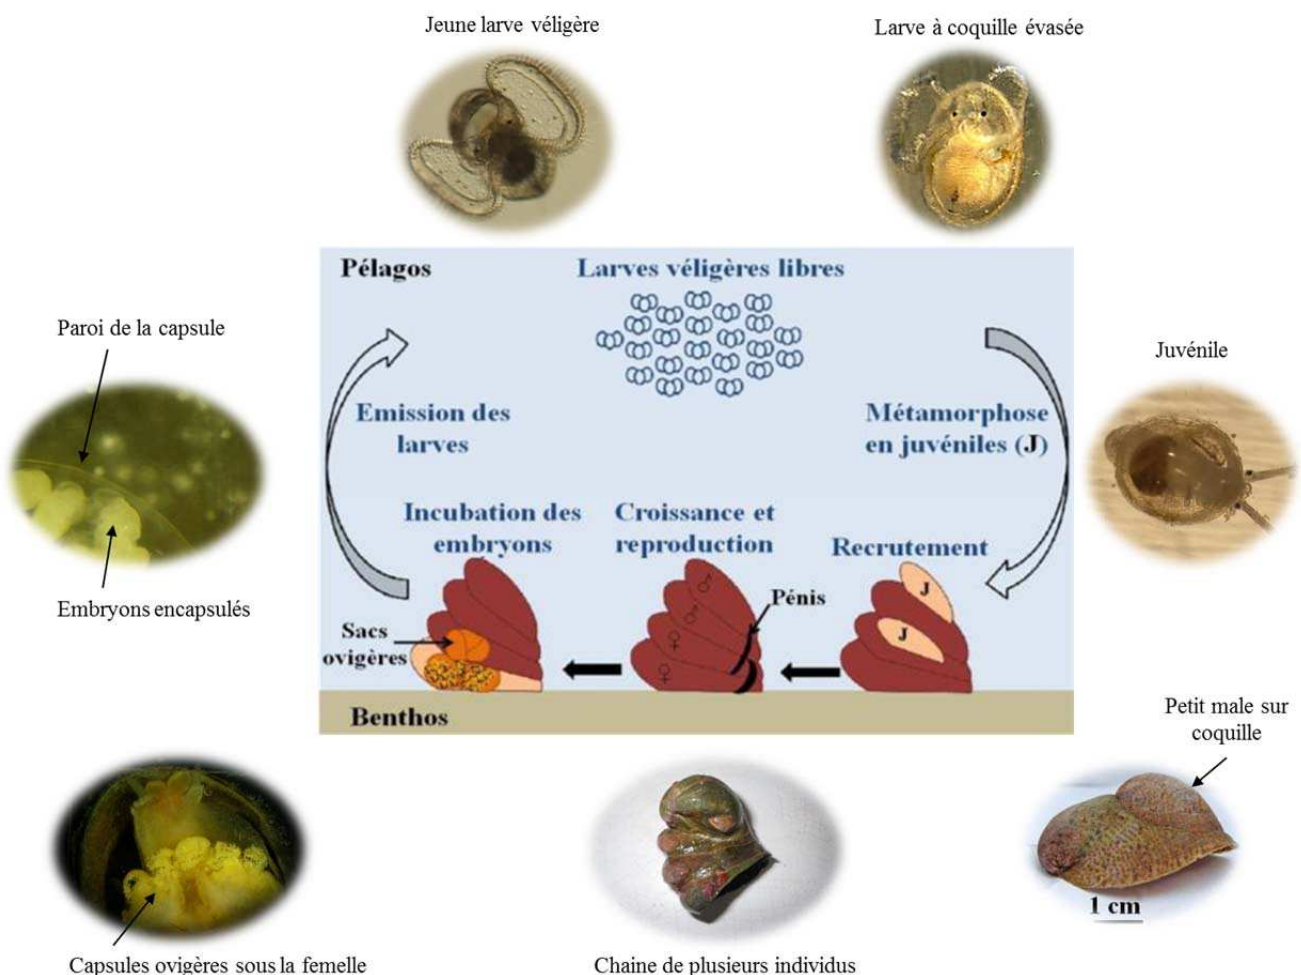 Jeune larve véligère
Larve à coquille évasée
Pélagos
Larves véligères libres
Paroi de la capsule
Juvénile
Emission des
larves
Métamorphose
en juvéniles (J)
Embryons encapsulés
Incubation des
embryons
Croissance et
reproduction
Recrutement
J
J
Pénis
♂
♂
♀
♀
Sacs
ovigères
Benthos
Petit male sur
coquille
1 cm
Capsules ovigères sous la femelle
Chaine de plusieurs individus